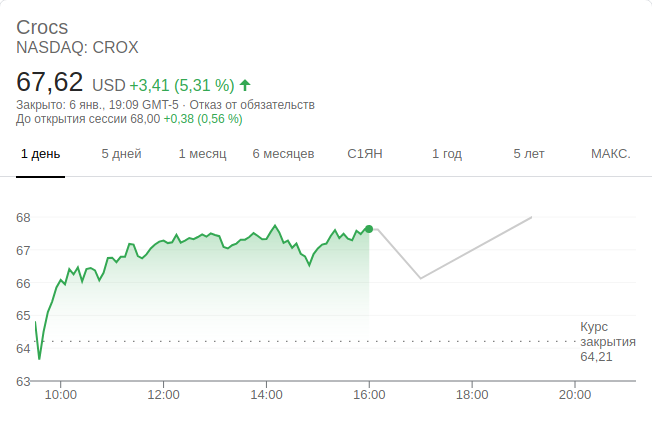 Crocs
NASDAQ: CROX
67,62 USD +3,41 (5,31 %)
Закрыто: 6 янв., 19:09 GMT-5 · Отказ от обязательств
До открытия сессии 68,00 +0,38 (0,56 %)
1 день 5 дней 1 месяц 6 месяцев С1ЯН 1 год 5 лет МАКС.
68
67
66
65
64
63
Курс
закрытия
64,21
10:00 12:00 14:00 16:00 18:00 20:00